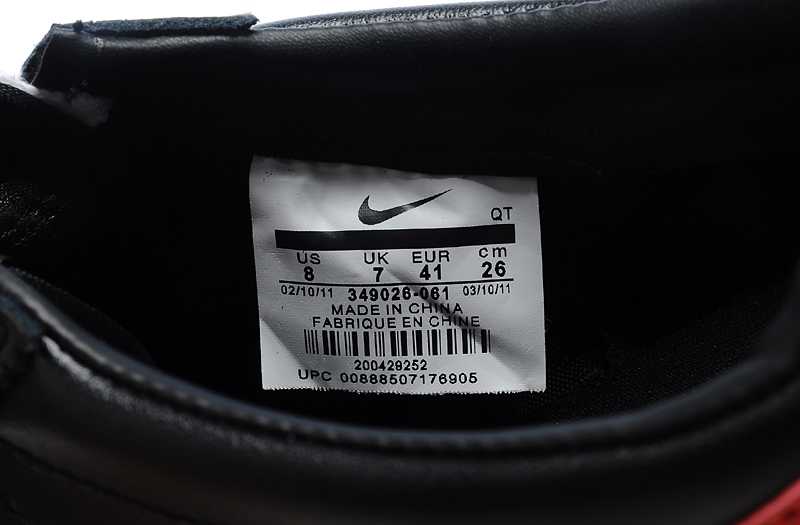 QT
US UK EUR cm
8 7 41 26
02/10/11 349026-061 03/10/11
MADE IN CHINA
FABRIQUE EN CHINE
200429252
UPC 00888507176905